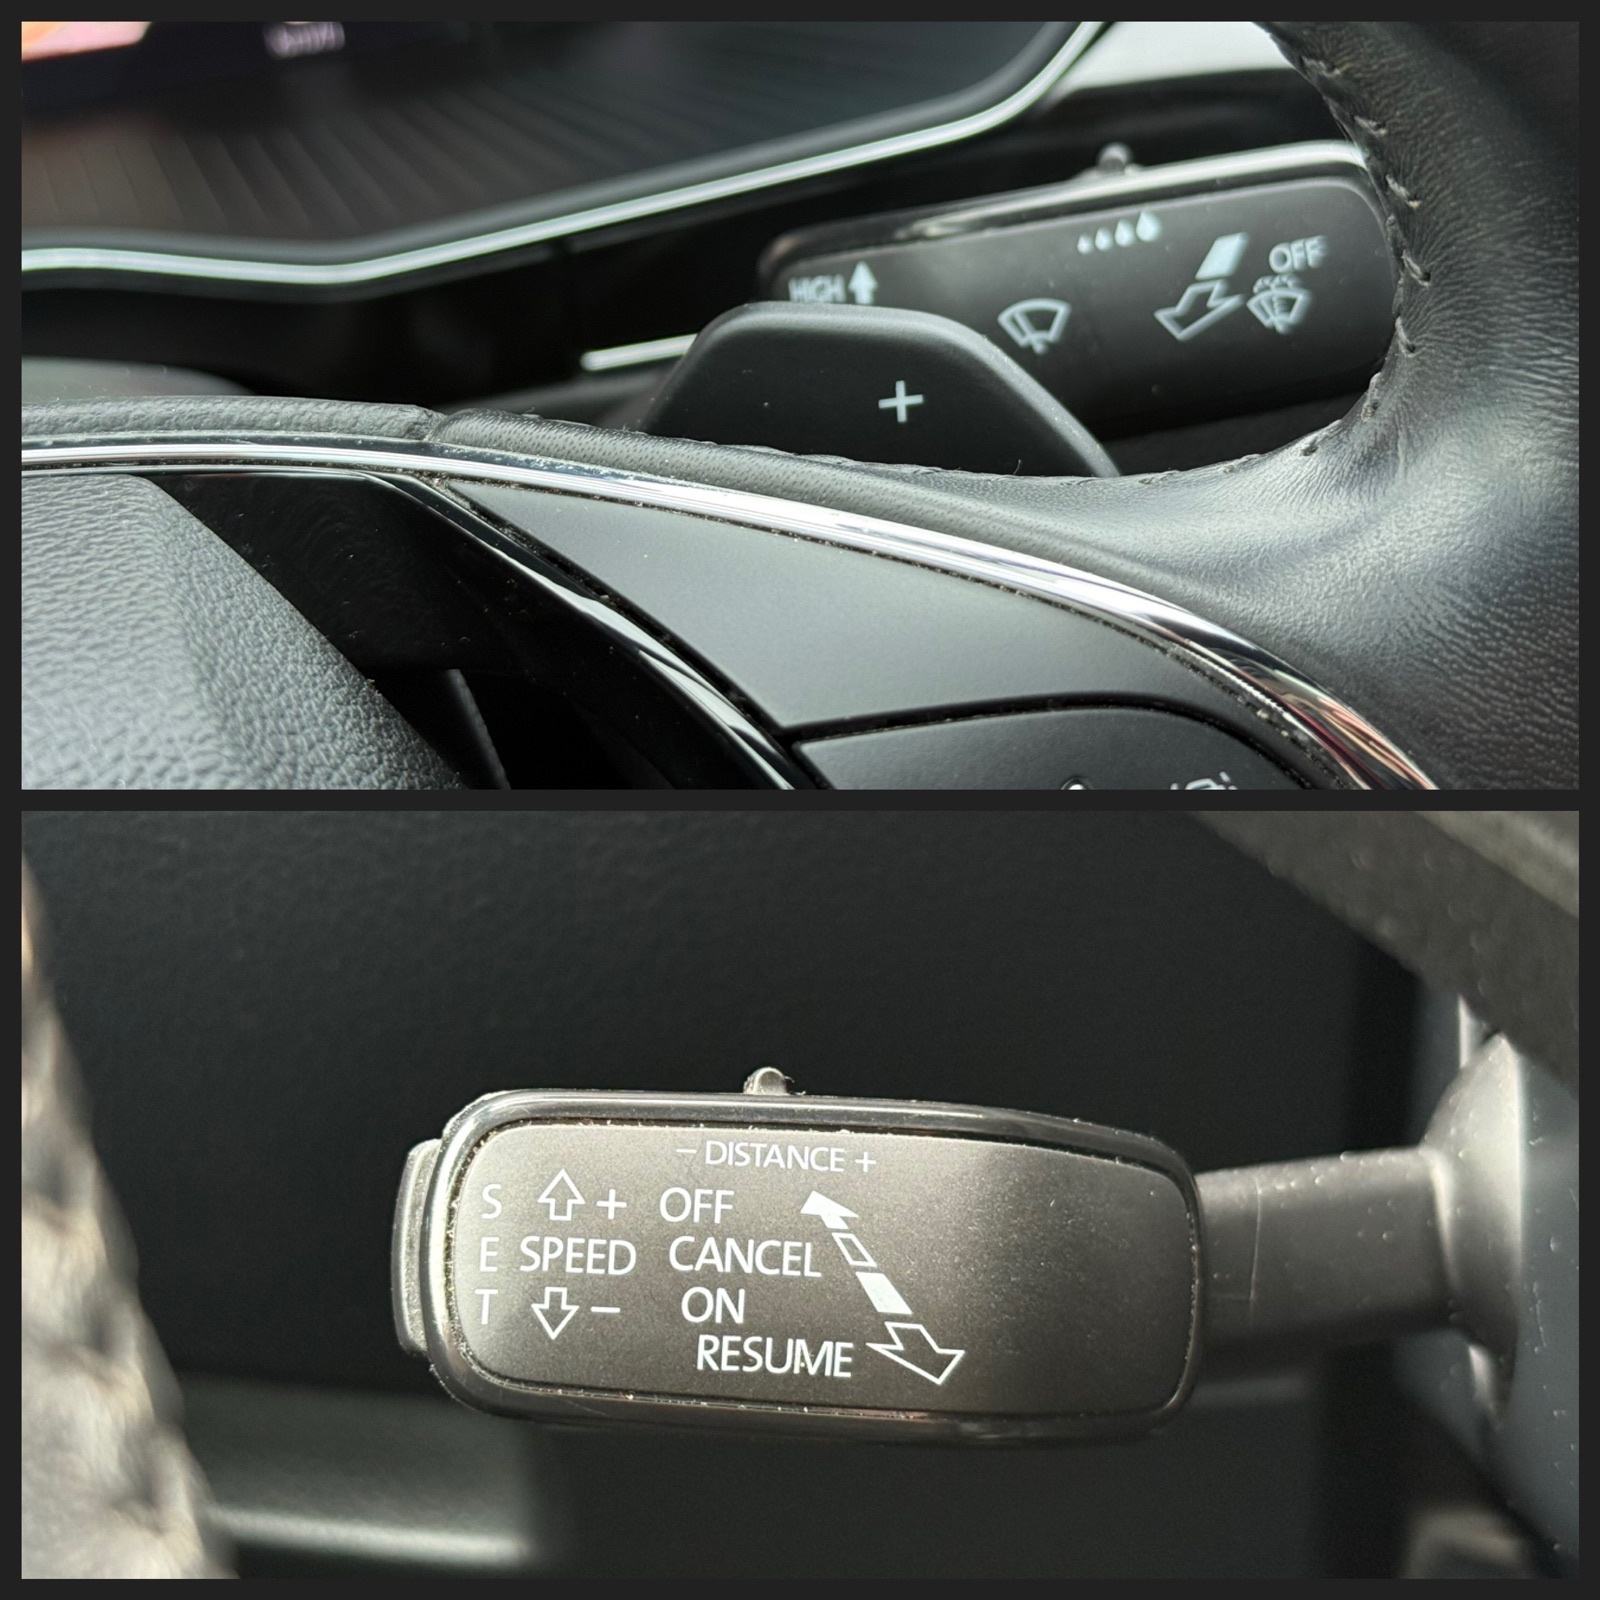 HIGH
OFF
+
– DISTANCE +
S + OFF
E SPEED CANCEL
T – ON
RESUME